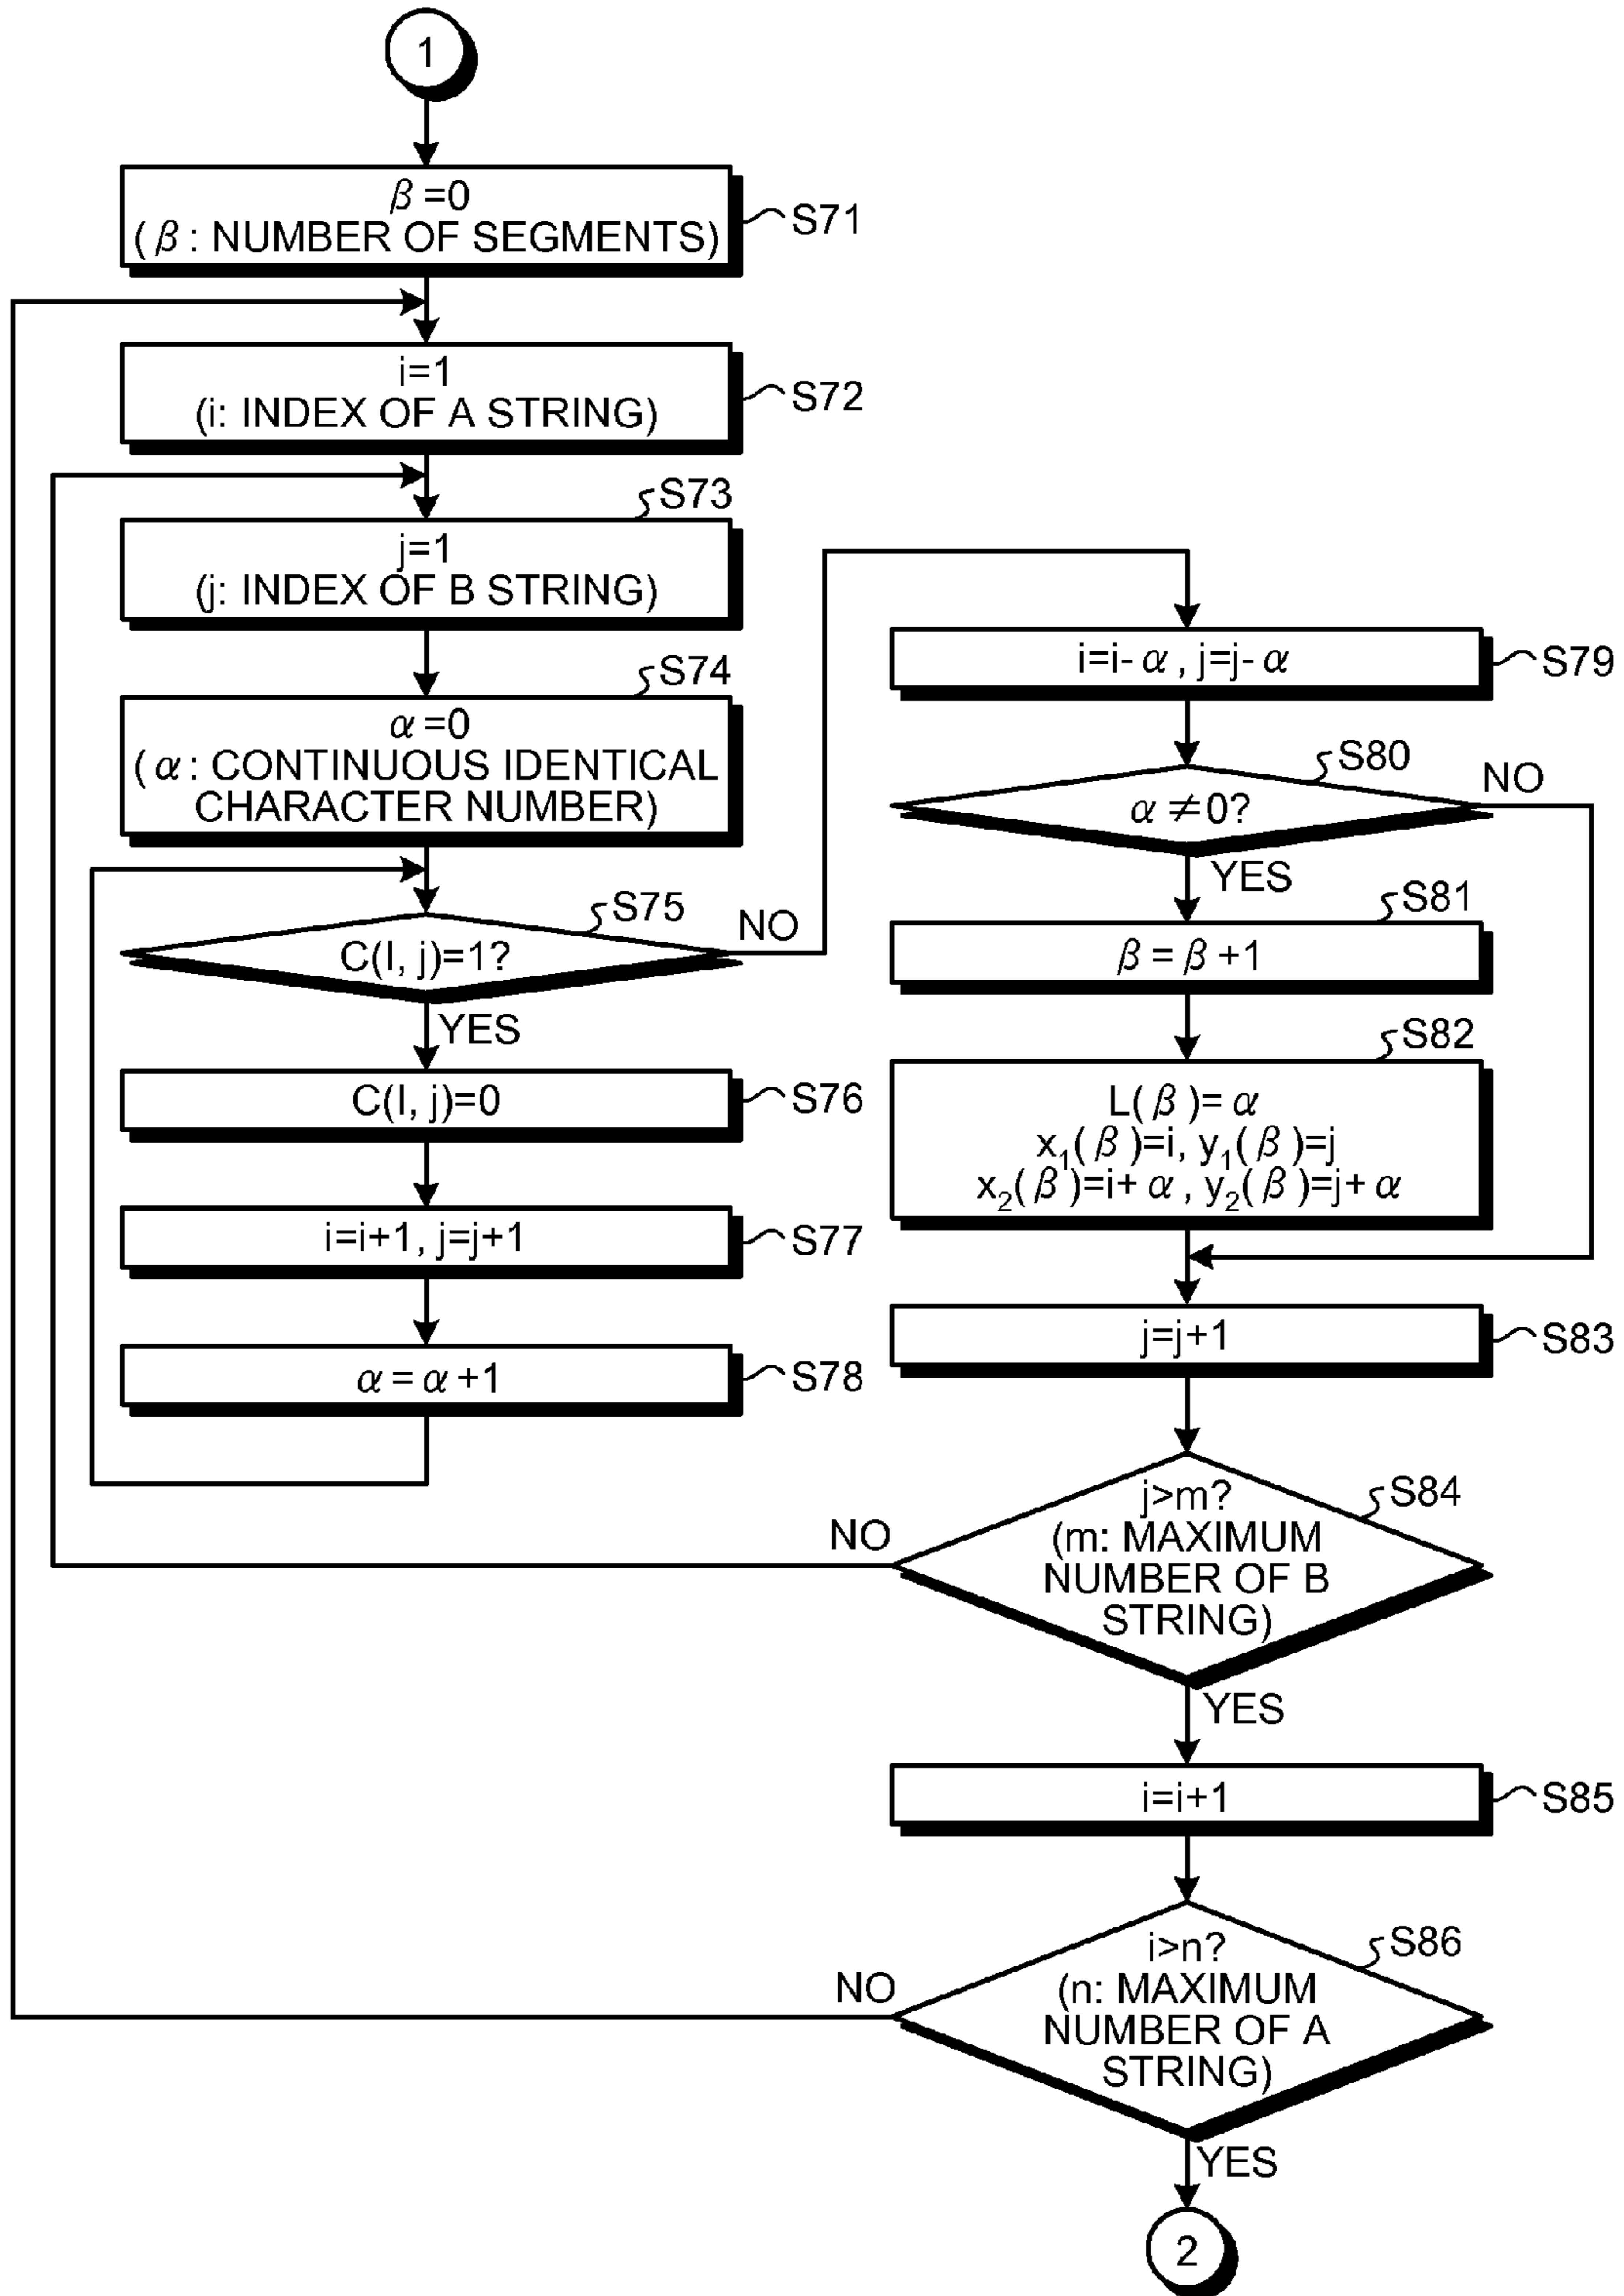 1
β=0
(β: NUMBER OF SEGMENTS)
S71
i=1
(i: INDEX OF A STRING)
S72
S73
j=1
(j: INDEX OF B STRING)
S74
α=0
(α: CONTINUOUS IDENTICAL
CHARACTER NUMBER)
S75
C(I, j)=1?
NO
YES
C(I, j)=0
S76
i=i+1, j=j+1
S77
α=α+1
S78
i=i-α, j=j-α
S79
S80
α≠0?
NO
YES
S81
β=β+1
S82
L(β)=α
x1(β)=i, y1(β)=j
x2(β)=i+α, y2(β)=j+α
j=j+1
S83
S84
j>m?
(m: MAXIMUM
NUMBER OF B
STRING)
NO
YES
i=i+1
S85
S86
i>n?
(n: MAXIMUM
NUMBER OF A
STRING)
NO
YES
2